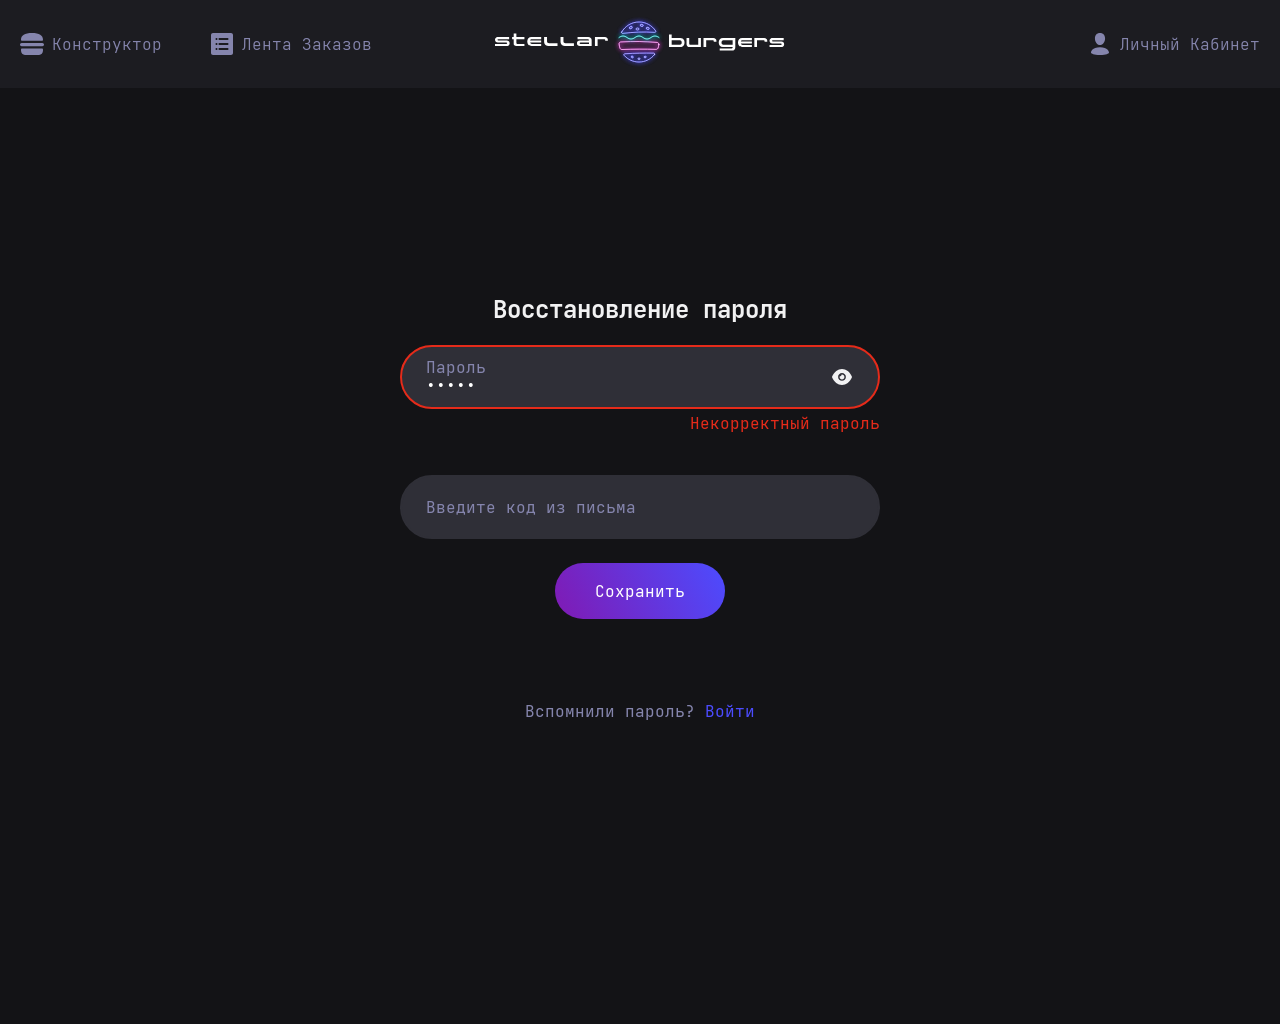 Конструктор
Лента Заказов
stellar burgers
Личный Кабинет
Восстановление пароля
Пароль
•••••
Некорректный пароль
Введите код из письма
Сохранить
Вспомнили пароль? Войти